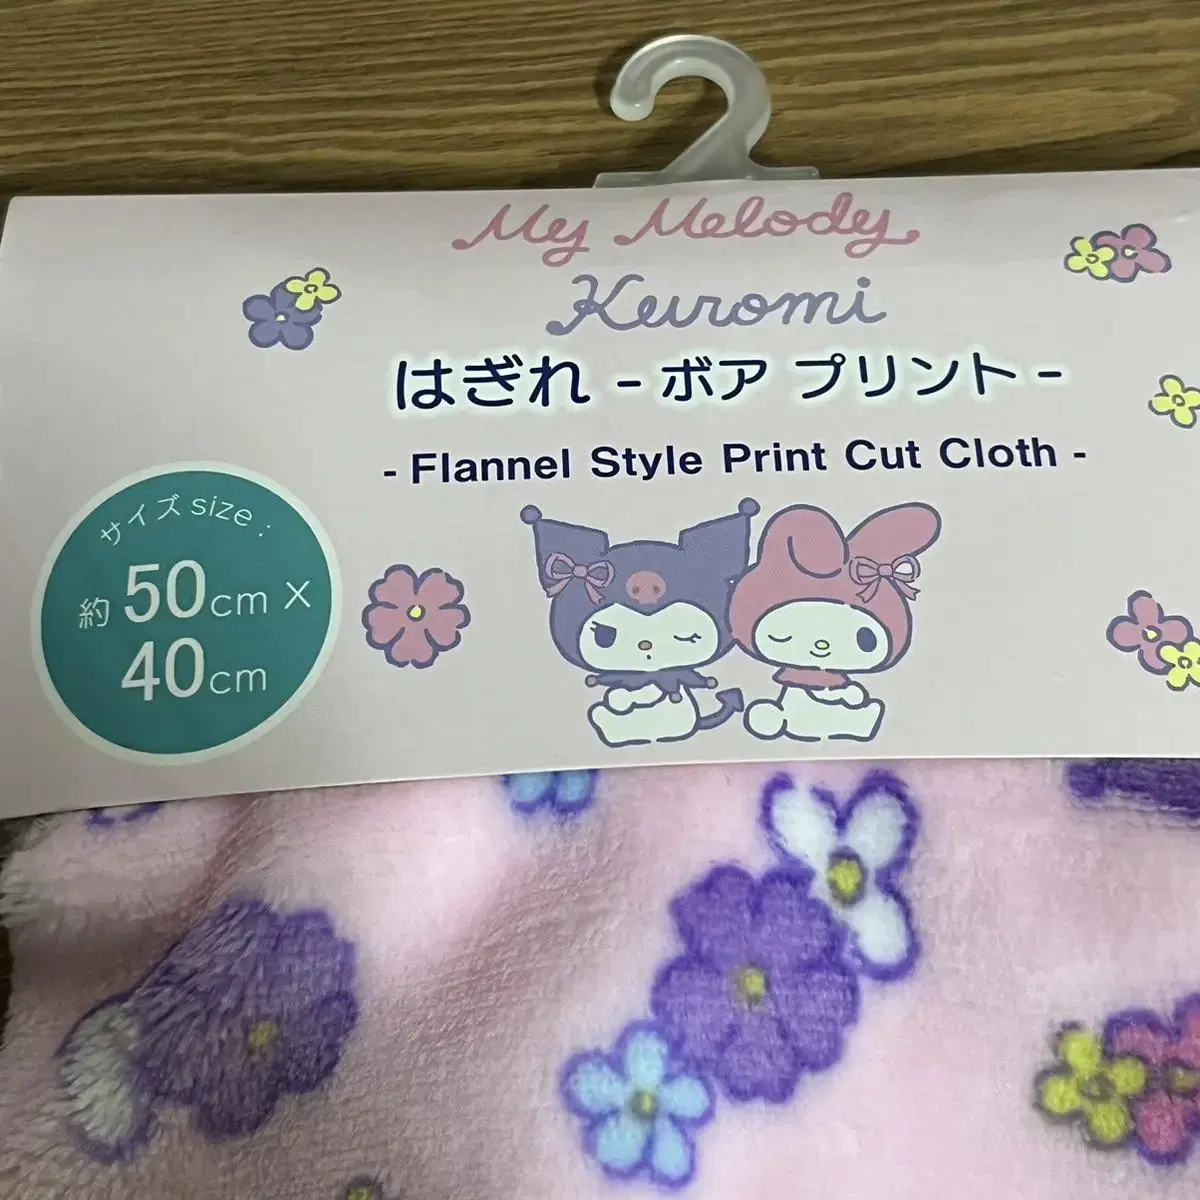 My Melody
Kuromi
はぎれ -ボア プリント-
- Flannel Style Print Cut Cloth -
サイズ size :
約 50cm ×
40cm